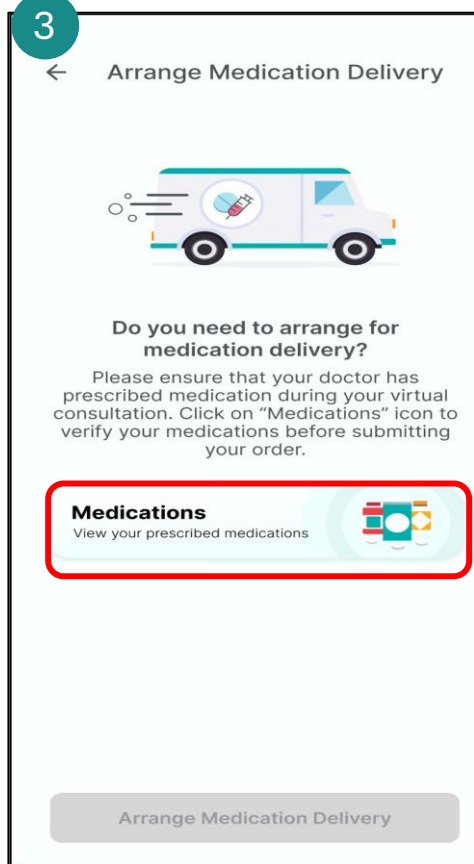 3
Arrange Medication Delivery
Do you need to arrange for
medication delivery?
Please ensure that your doctor has
prescribed medication during your virtual
consultation. Click on “Medications” icon to
verify your medications before submitting
your order.
Medications
View your prescribed medications
Arrange Medication Delivery